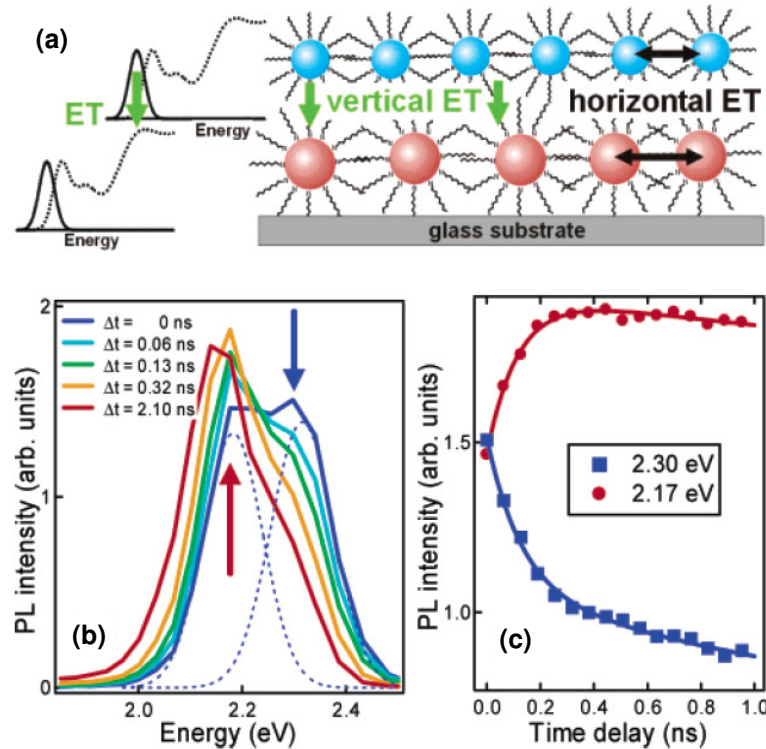 (a)
ET
Energy
Energy
vertical ET
horizontal ET
glass substrate
PL intensity (arb. units)
2
1
0
Δt = 0 ns
Δt = 0.06 ns
Δt = 0.13 ns
Δt = 0.32 ns
Δt = 2.10 ns
(b)
2.0 2.2 2.4
Energy (eV)
PL intensity (arb. units)
1.5
1.0
2.30 eV
2.17 eV
(c)
0.0 0.2 0.4 0.6 0.8 1.0
Time delay (ns)